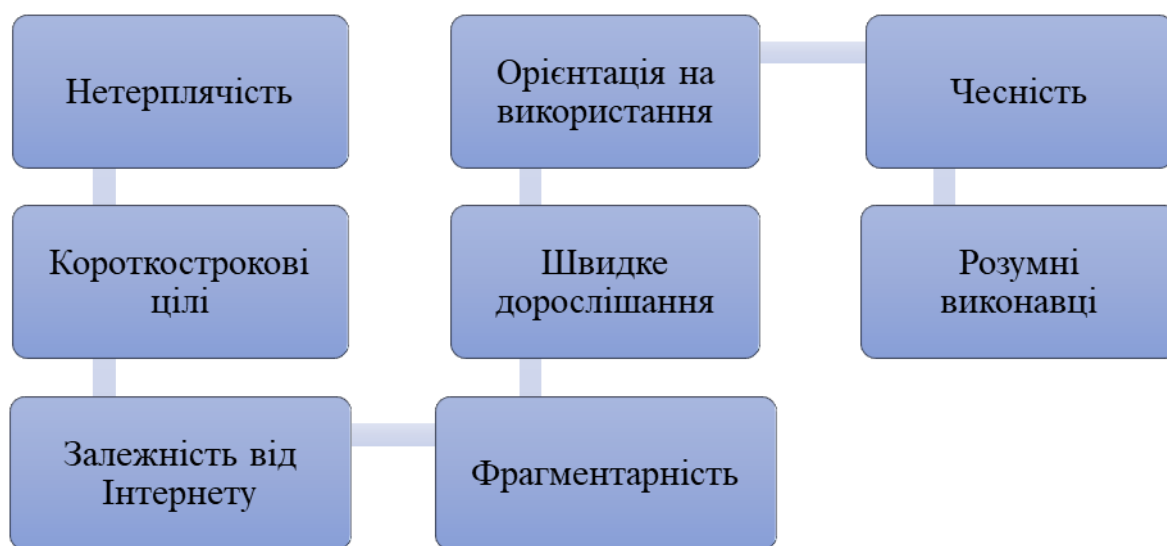 Нетерплячість
Короткострокові
цілі
Залежність від
Інтернету
Фрагментарність
Швидке
дорослішання
Орієнтація на
використання
Чесність
Розумні
виконавці